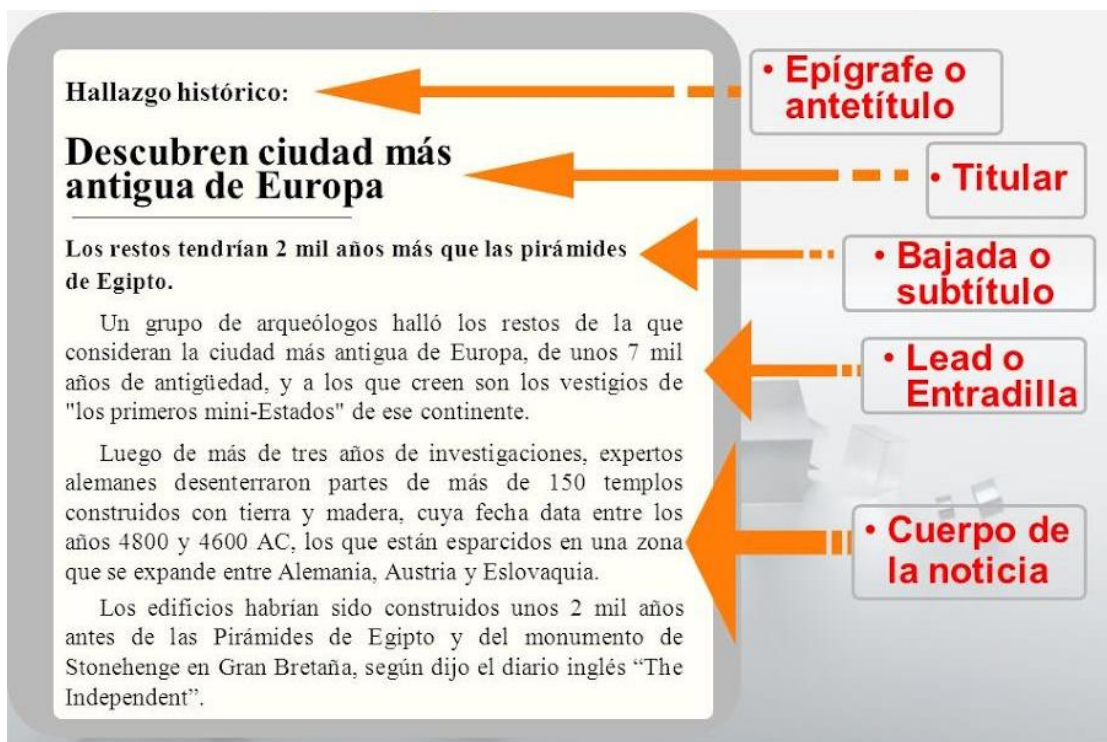 Hallazgo histórico:
Descubren ciudad más
antigua de Europa
Los restos tendrían 2 mil años más que las pirámides
de Egipto.
Un grupo de arqueólogos halló los restos de la que
consideran la ciudad más antigua de Europa, de unos 7 mil
años de antigüedad, y a los que creen son los vestigios de
"los primeros mini-Estados" de ese continente.
Luego de más de tres años de investigaciones, expertos
alemanes desenterraron partes de más de 150 templos
construidos con tierra y madera, cuya fecha data entre los
años 4800 y 4600 AC, los que están esparcidos en una zona
que se expande entre Alemania, Austria y Eslovaquia.
Los edificios habrían sido construidos unos 2 mil años
antes de las Pirámides de Egipto y del monumento de
Stonehenge en Gran Bretaña, según dijo el diario inglés “The
Independent”.
• Epígrafe o
antetítulo
• Titular
• Bajada o
subtítulo
• Lead o
Entradilla
• Cuerpo de
la noticia